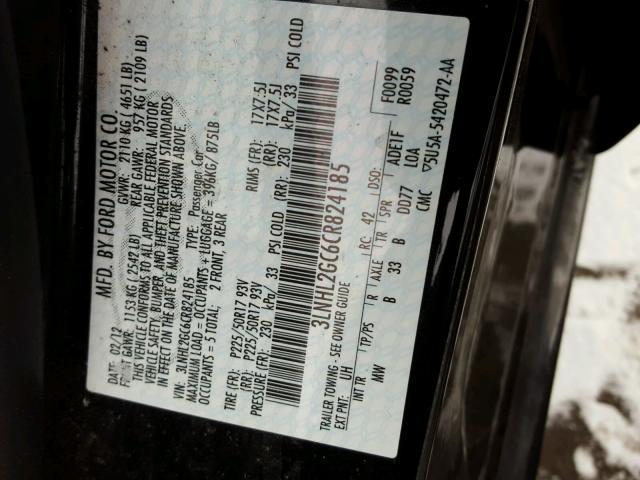 MFD. BY FORD MOTOR CO.
DATE: 02/12 GVWR: 2110 KG ( 4651 LB)
FRONT GAWR: 1153 KG ( 2542 LB) REAR GAWR: 957 KG ( 2109 LB)
THIS VEHICLE CONFORMS TO ALL APPLICABLE FEDERAL MOTOR
VEHICLE SAFETY, BUMPER, AND THEFT PREVENTION STANDARDS
IN EFFECT ON THE DATE OF MANUFACTURE SHOWN ABOVE.
VIN: 3LNHL2GC6CR824185 TYPE: Passenger Car
MAXIMUM LOAD = OCCUPANTS + LUGGAGE = 396KG/ 875LB
OCCUPANTS = 5 TOTAL; 2 FRONT, 3 REAR
TIRE (FR): P225/50R17 93V RIMS (FR): 17X7.5J
(RR): P225/50R17 93V (RR): 17X7.5J
PRESSURE (FR): 230 kPa/ 33 PSI COLD (RR): 230 kPa/ 33 PSI COLD
3LNHL2GC6CR824185
TRAILER TOWING - SEE OWNER GUIDE
F0099
R0059
EXT PNT: UH RC: 42 DSO:
INT TR TP/PS R AXLE TR SPR ADE1F
MW B 33 B DD77 LOA
CMC 5U5A-5420472-AA